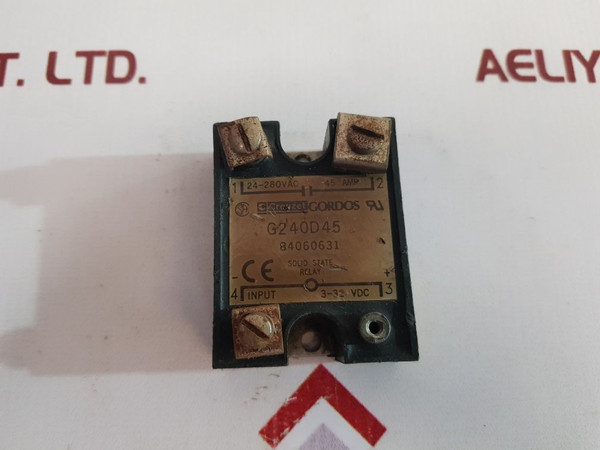 T. LTD.
AELIY
1 24-280VAC 45 AMP 2
Crouzet GORDOS
G240D45
84060631
CE SOLID STATE
RELAY
- +
4 INPUT 3-32 VDC 3